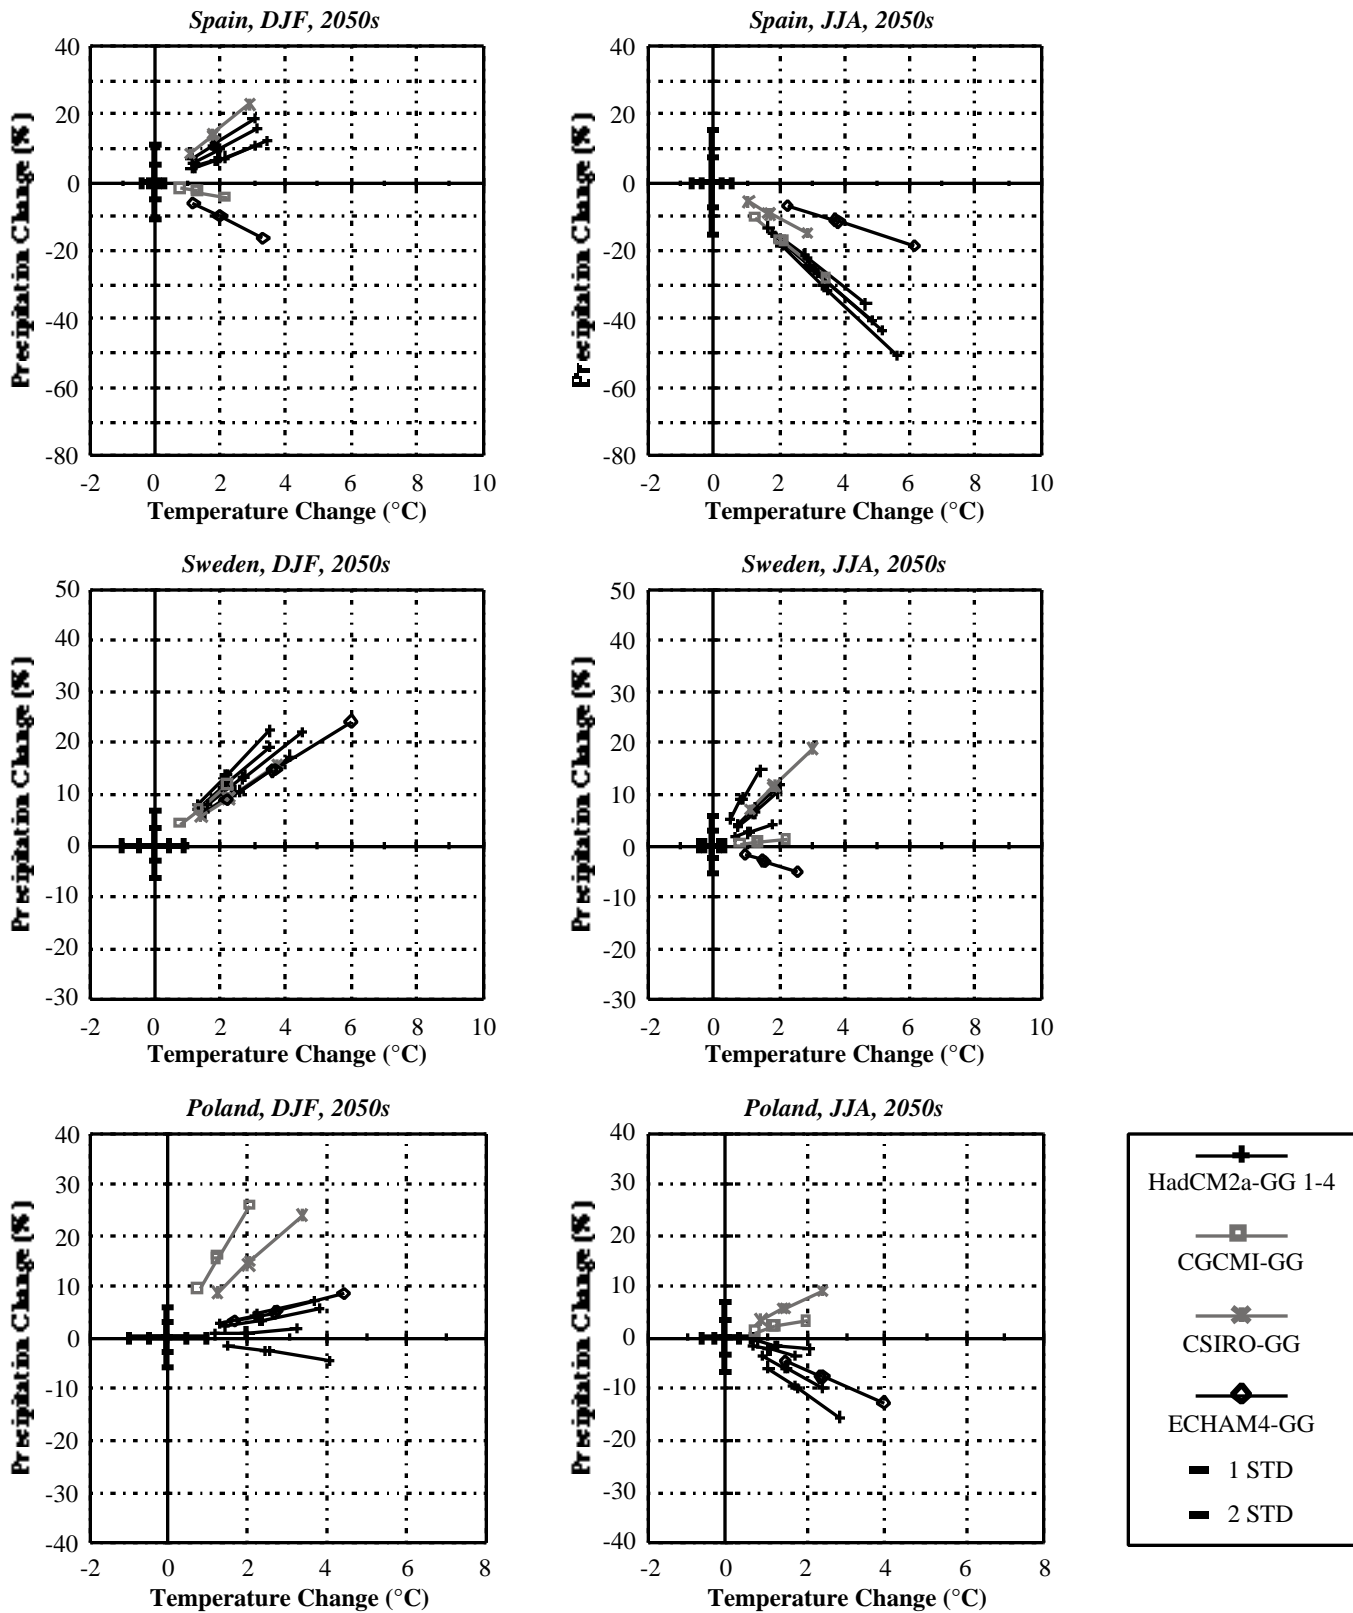 Spain, DJF, 2050s
Spain, JJA, 2050s
Precipitation Change (%)
40
20
0
-20
-40
-60
-80
-2 0 2 4 6 8 10
Temperature Change (°C)
Precipitation Change (%)
40
20
0
-20
-40
-60
-80
-2 0 2 4 6 8 10
Temperature Change (°C)
Sweden, DJF, 2050s
Sweden, JJA, 2050s
Precipitation Change (%)
50
40
30
20
10
0
-10
-20
-30
-2 0 2 4 6 8 10
Temperature Change (°C)
Precipitation Change (%)
50
40
30
20
10
0
-10
-20
-30
-2 0 2 4 6 8 10
Temperature Change (°C)
Poland, DJF, 2050s
Poland, JJA, 2050s
Precipitation Change (%)
40
30
20
10
0
-10
-20
-30
-40
-2 0 2 4 6 8
Temperature Change (°C)
Precipitation Change (%)
40
30
20
10
0
-10
-20
-30
-40
-2 0 2 4 6 8
Temperature Change (°C)
HadCM2a-GG 1-4
CGCMI-GG
CSIRO-GG
ECHAM4-GG
1 STD
2 STD